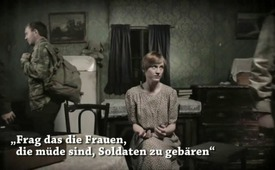 „Frag das die Frauen,
die müde sind, Soldaten zu gebären“